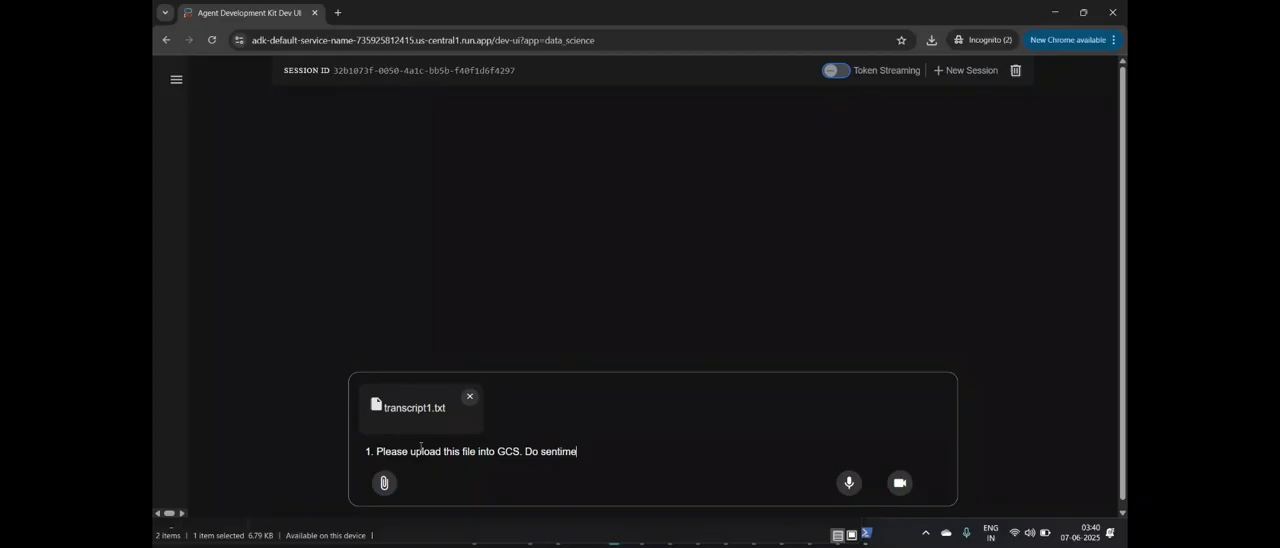 Agent Development Kit Dev UI
adk-default-service-name-735925812415.us-central1.run.app/dev-ui?app=data_science
Incognito (2)
New Chrome available
SESSION ID 32b1073f-0050-4a1c-bb5b-f40f1d6f4297
Token Streaming
New Session
transcript1.txt
1. Please upload this file into GCS. Do sentime
2 items 1 item selected 6.79 KB Available on this device
ENG
IN
03:40
07-06-2025